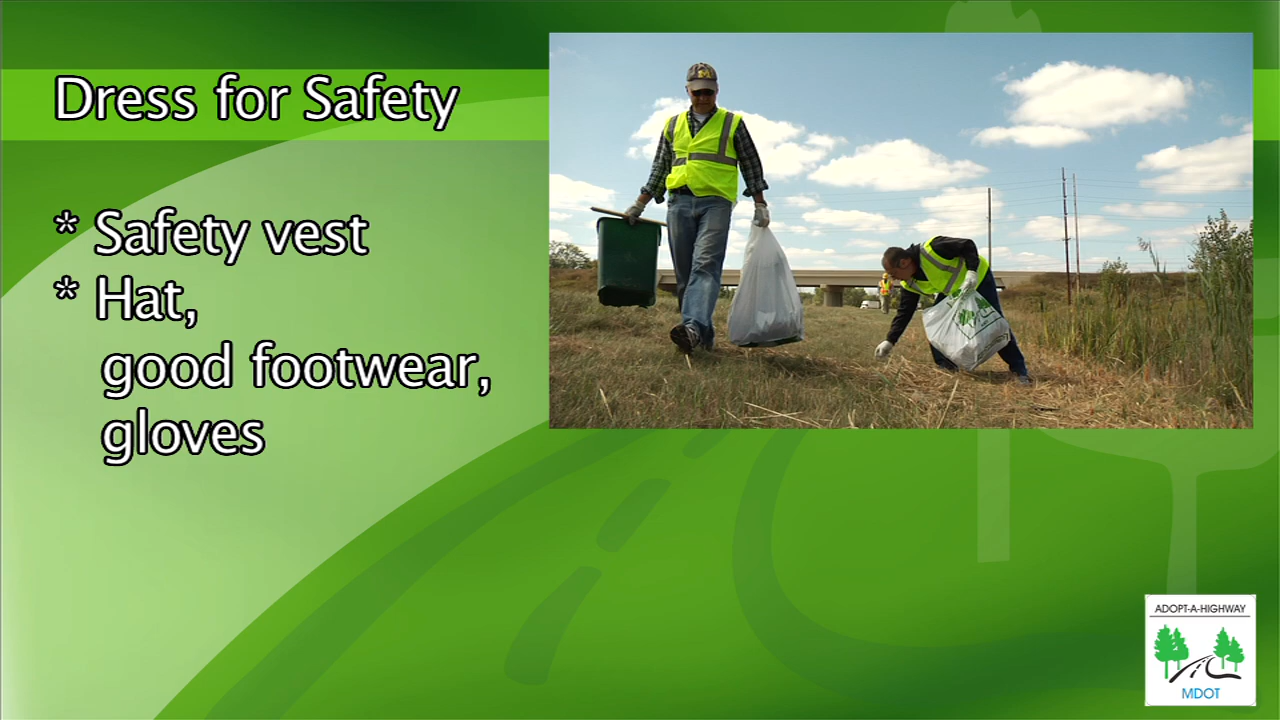 Dress for Safety
* Safety vest
* Hat,
good footwear,
gloves
ADOPT-A-HIGHWAY
MDOT